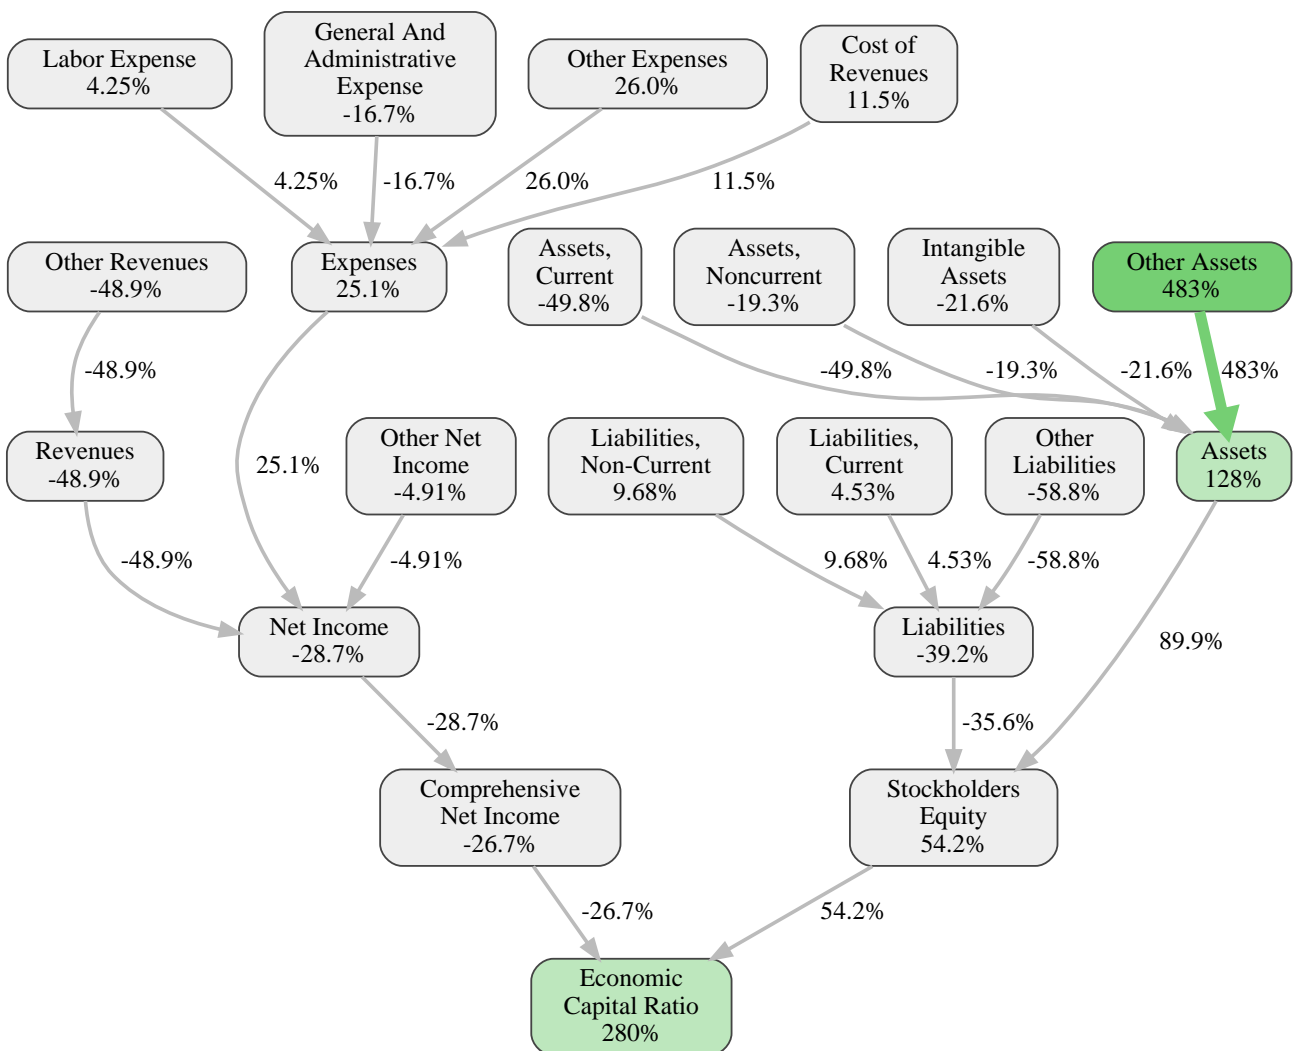 Labor Expense
4.25%
General And
Administrative
Expense
-16.7%
Other Expenses
26.0%
Cost of
Revenues
11.5%
4.25%
-16.7%
26.0%
11.5%
Other Revenues
-48.9%
Expenses
25.1%
Assets,
Current
-49.8%
Assets,
Noncurrent
-19.3%
Intangible
Assets
-21.6%
Other Assets
483%
-48.9%
-49.8%
-19.3%
-21.6%
483%
Revenues
-48.9%
25.1%
Other Net
Income
-4.91%
Liabilities,
Non-Current
9.68%
Liabilities,
Current
4.53%
Other
Liabilities
-58.8%
Assets
128%
-48.9%
-4.91%
9.68%
4.53%
-58.8%
Net Income
-28.7%
Liabilities
-39.2%
89.9%
-28.7%
-35.6%
Comprehensive
Net Income
-26.7%
Stockholders
Equity
54.2%
-26.7%
54.2%
Economic
Capital Ratio
280%